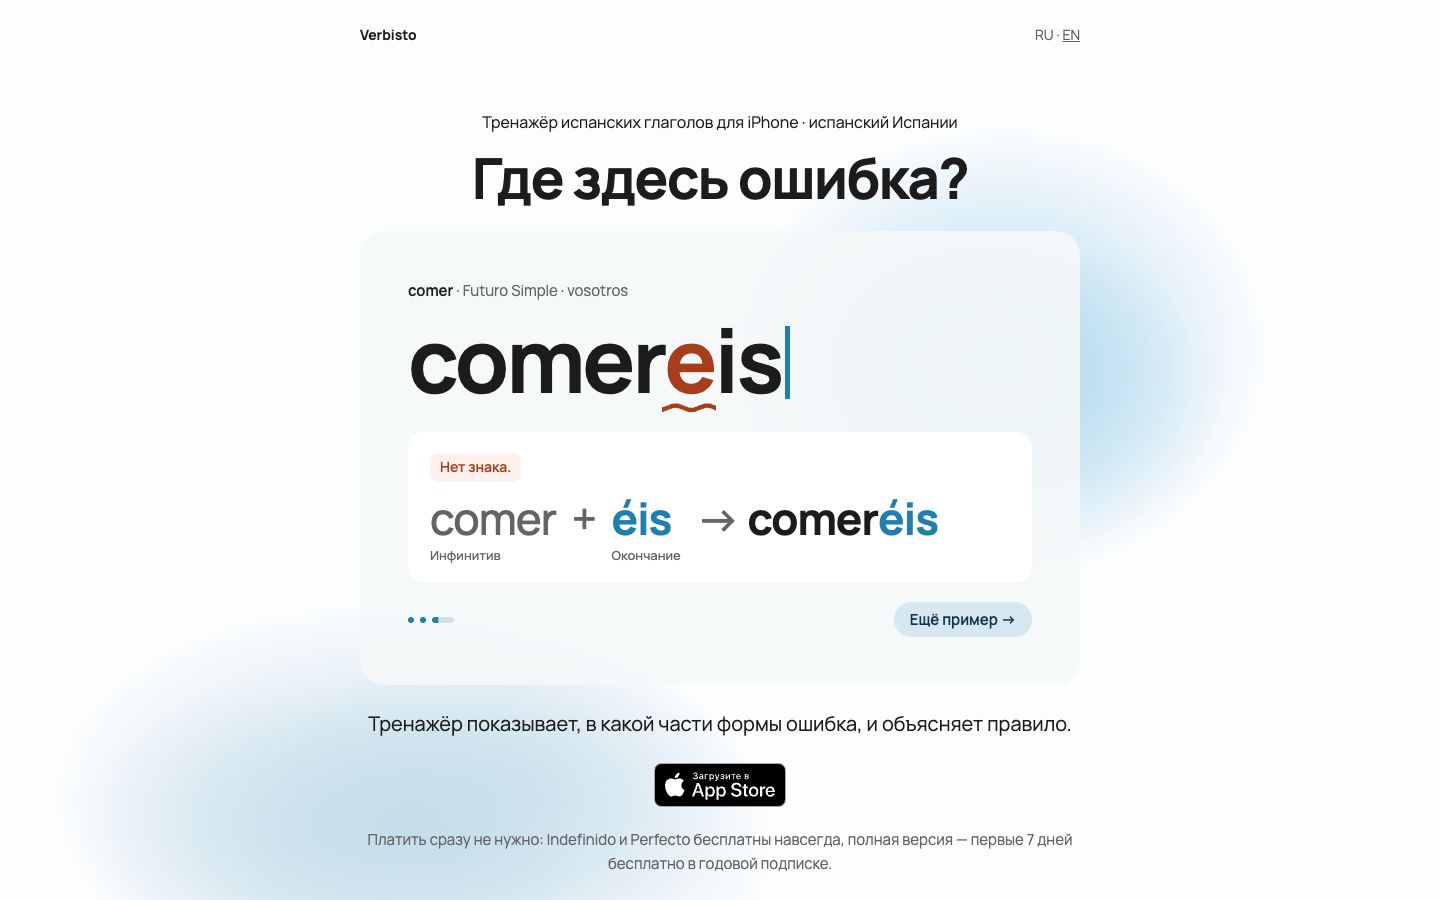 Verbisto
RU · EN
Тренажёр испанских глаголов для iPhone · испанский Испании
Где здесь ошибка?
comer · Futuro Simple · vosotros
comereis
Нет знака.
comer + éis → comeréis
Инфинитив Окончание
Ещё пример →
Тренажёр показывает, в какой части формы ошибка, и объясняет правило.
Загрузите в
App Store
Платить сразу не нужно: Indefinido и Perfecto бесплатны навсегда, полная версия — первые 7 дней
бесплатно в годовой подписке.